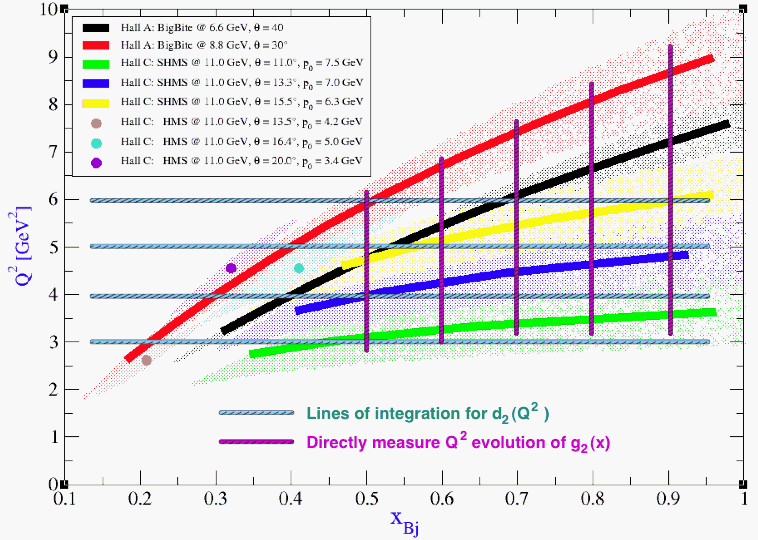 Hall A: BigBite @ 6.6 GeV, θ = 40
Hall A: BigBite @ 8.8 GeV, θ = 30°
Hall C: SHMS @ 11.0 GeV, θ = 11.0°, p₀ = 7.5 GeV
Hall C: SHMS @ 11.0 GeV, θ = 13.3°, p₀ = 7.0 GeV
Hall C: SHMS @ 11.0 GeV, θ = 15.5°, p₀ = 6.3 GeV
Hall C: HMS @ 11.0 GeV, θ = 13.5°, p₀ = 4.2 GeV
Hall C: HMS @ 11.0 GeV, θ = 16.4°, p₀ = 5.0 GeV
Hall C: HMS @ 11.0 GeV, θ = 20.0°, p₀ = 3.4 GeV
10
9
8
7
6
5
4
3
2
1
0
Q² [GeV²]
Lines of integration for d₂(Q² )
Directly measure Q² evolution of g₂(x)
0.1 0.2 0.3 0.4 0.5 0.6 0.7 0.8 0.9 1
x_Bj